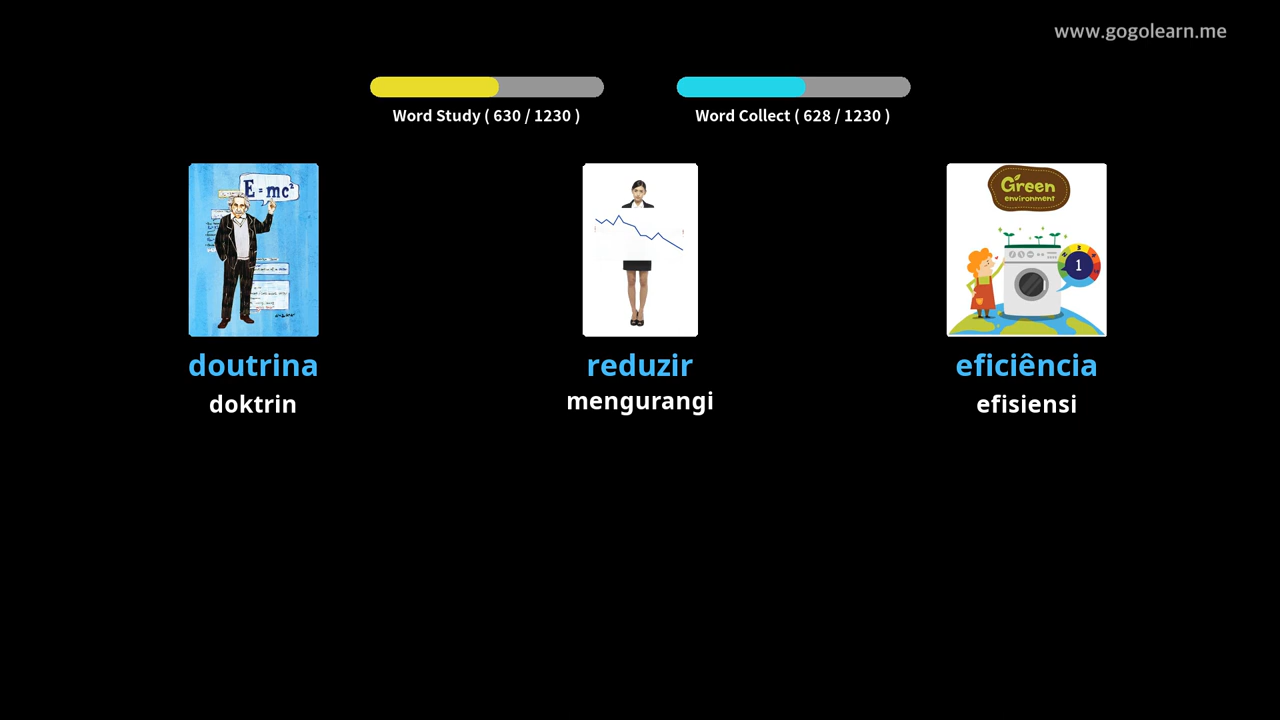 www.gogolearn.me
Word Study ( 630 / 1230 )
Word Collect ( 628 / 1230 )
E=mc²
Green
environment
1
doutrina
reduzir
eficiência
doktrin
mengurangi
efisiensi